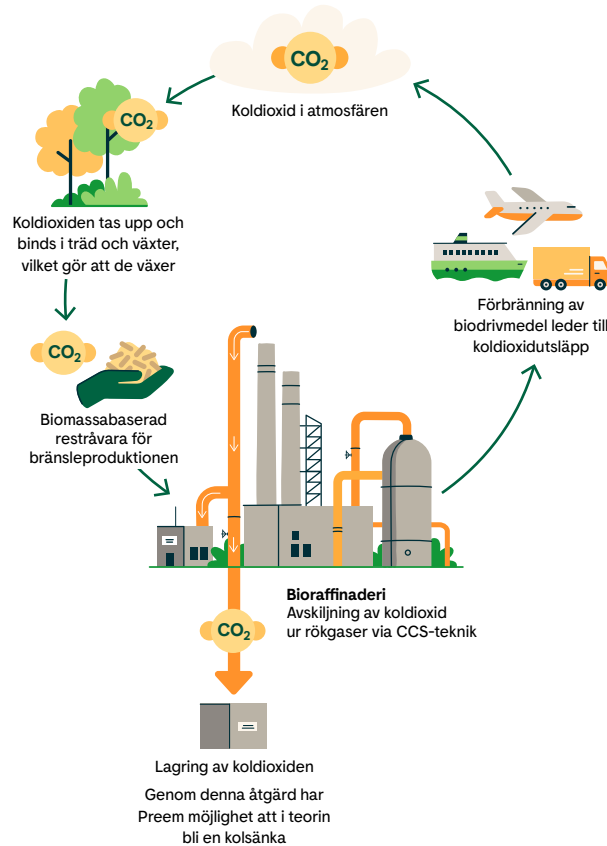 CO2
Koldioxid i atmosfären
CO2
Koldioxiden tas upp och
binds i träd och växter,
vilket gör att de växer
CO2
Biomassabaserad
restråvara för
bränsleproduktionen
Förbränning av
biodrivmedel leder till
koldioxidutsläpp
Bioraffinaderi
Avskiljning av koldioxid
ur rökgaser via CCS-teknik
CO2
Lagring av koldioxiden
Genom denna åtgärd har
Preem möjlighet att i teorin
bli en kolsänka